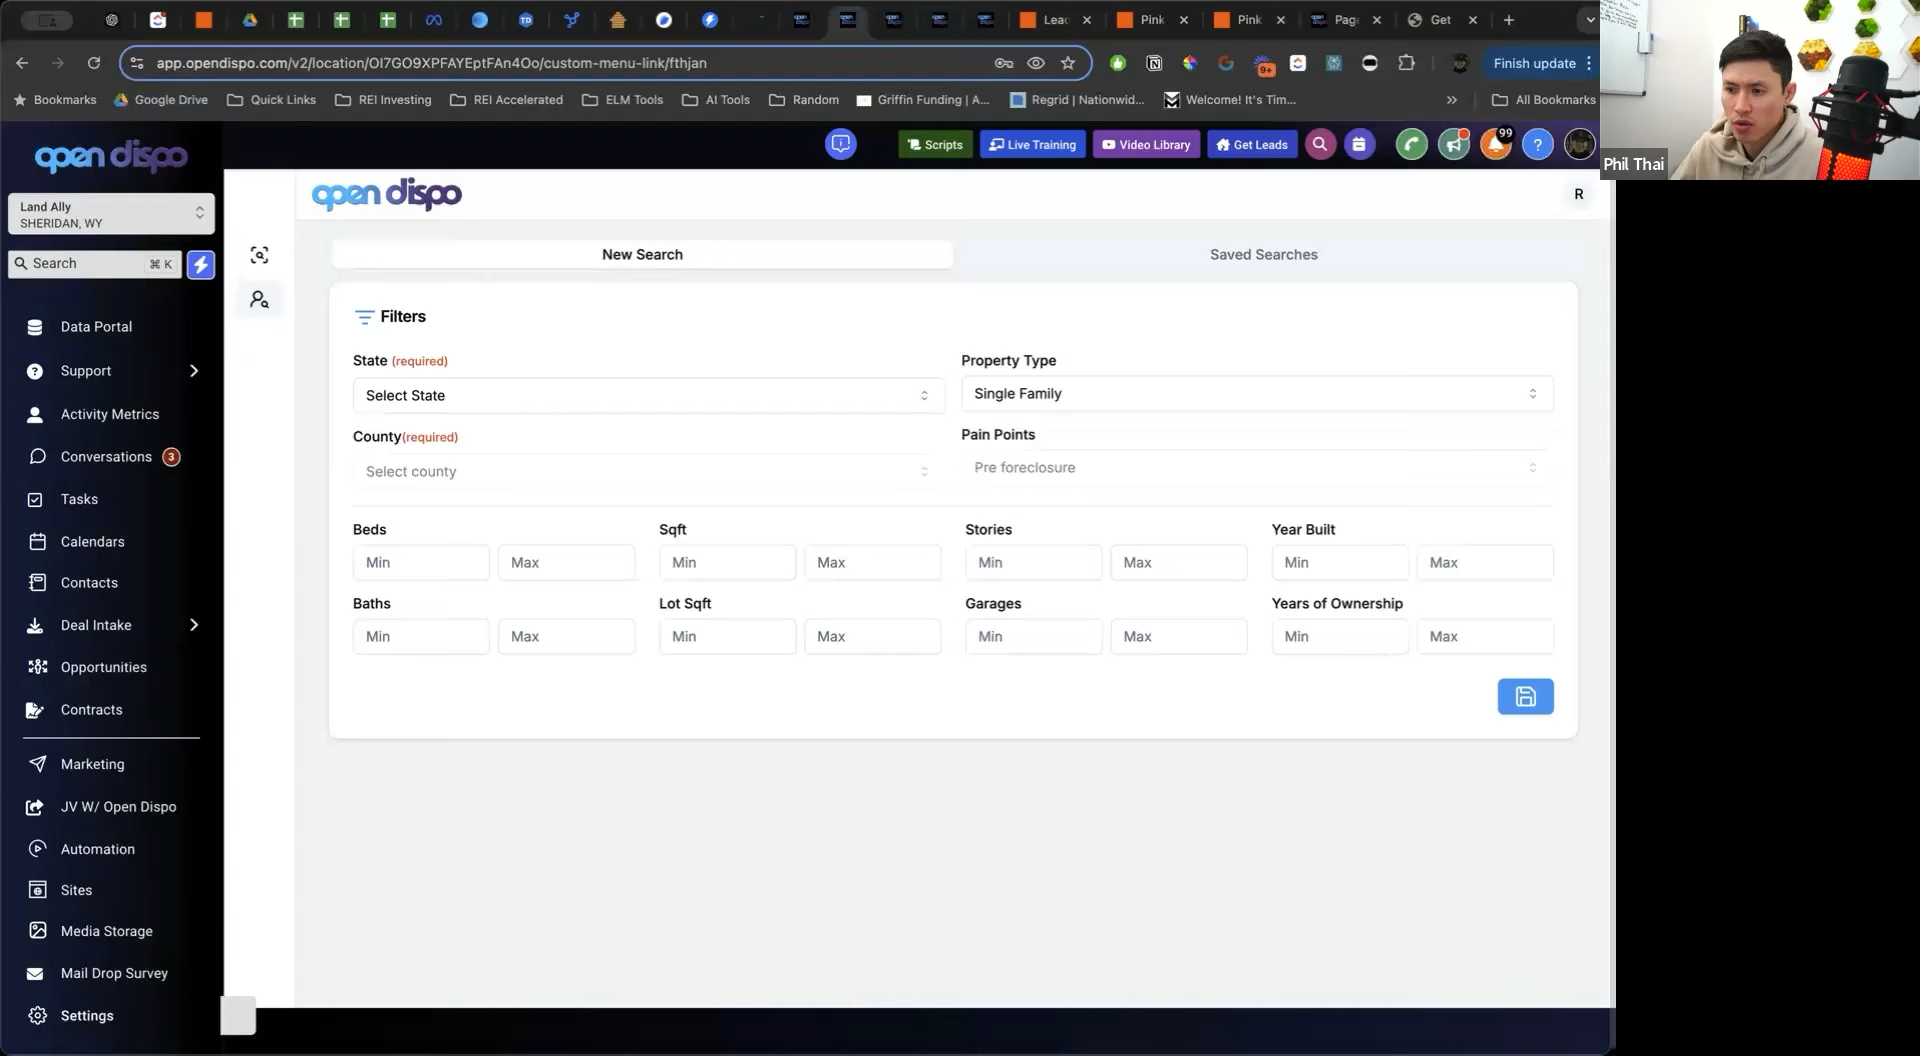 Leac
Pink
Pink
Page
Get
app.opendispo.com/v2/location/OI7GO9XPFAYEptFAn4Oo/custom-menu-link/fthjan
9+
Finish update
Bookmarks
Google Drive
Quick Links
REI Investing
REI Accelerated
ELM Tools
AI Tools
Random
Griffin Funding | A...
Regrid | Nationwid...
Welcome! It's Tim...
All Bookmarks
Phil Thai
open dispo
Scripts
Live Training
Video Library
Get Leads
99
Land Ally
SHERIDAN, WY
Search
⌘ K
Data Portal
Support
Activity Metrics
Conversations
3
Tasks
Calendars
Contacts
Deal Intake
Opportunities
Contracts
Marketing
JV W/ Open Dispo
Automation
Sites
Media Storage
Mail Drop Survey
Settings
open dispo
R
New Search
Saved Searches
Filters
State (required)
Property Type
Select State
Single Family
County(required)
Pain Points
Select county
Pre foreclosure
Beds
Sqft
Stories
Year Built
Min
Max
Min
Max
Min
Max
Min
Max
Baths
Lot Sqft
Garages
Years of Ownership
Min
Max
Min
Max
Min
Max
Min
Max